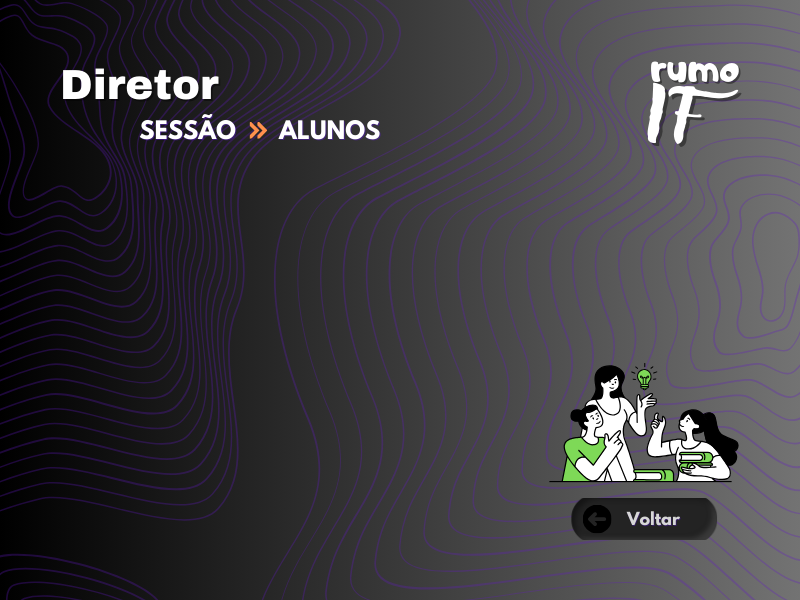 Diretor
SESSÃO » ALUNOS
rumo
IF
Voltar